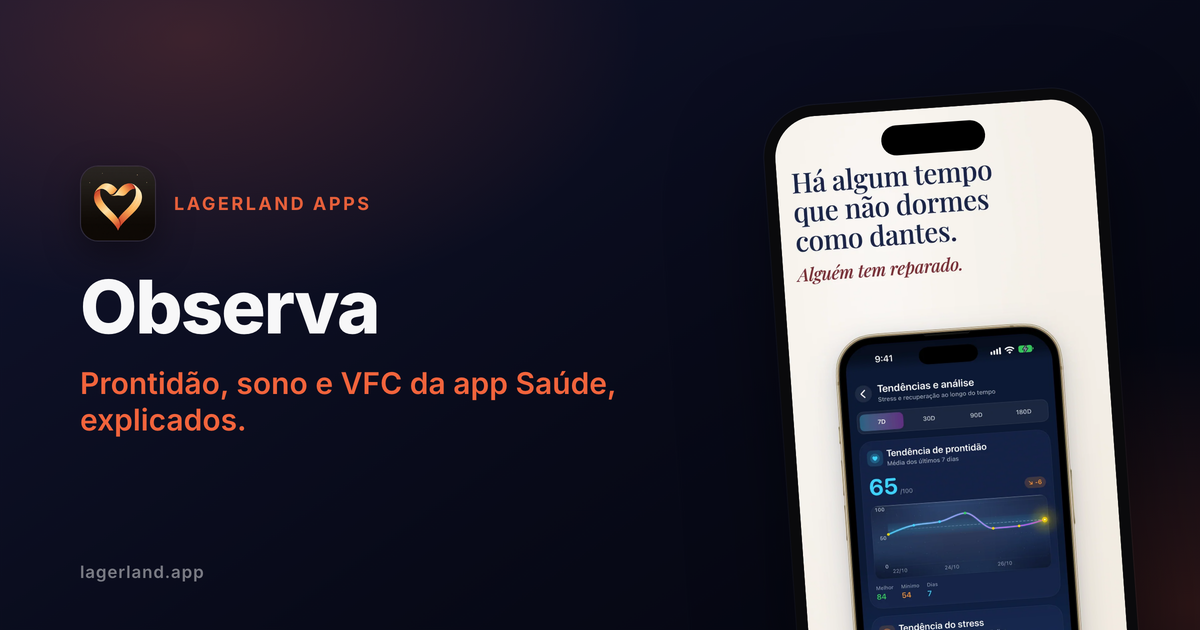 LAGERLAND APPS
Observa
Prontidão, sono e VFC da app Saúde,
explicados.
lagerland.app
Há algum tempo
que não dormes
como dantes.
Alguém tem reparado.
9:41
Tendências e análise
Stress e recuperação ao longo do tempo
7D 30D 90D 180D
Tendência de prontidão
Média dos últimos 7 dias
65 /100
↘ -6
100
50
0
22/10 24/10 26/10
Melhor Mínimo Dias
84 54 7
Tendência do stress